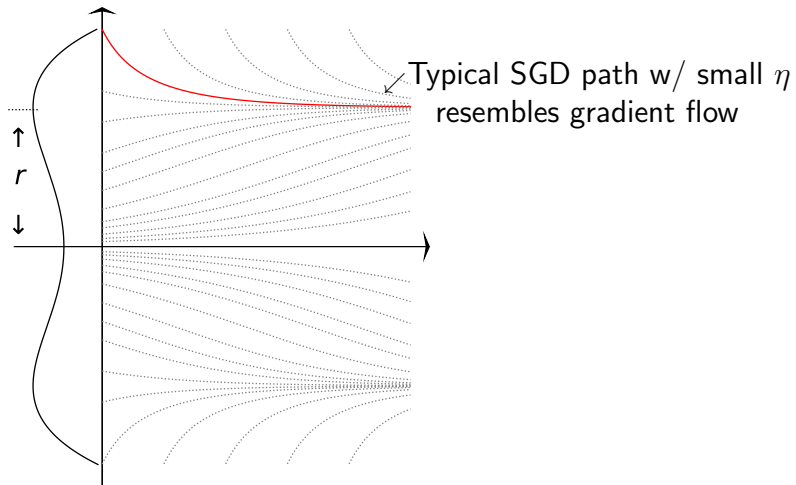 Typical SGD path w/ small η
resembles gradient flow
r